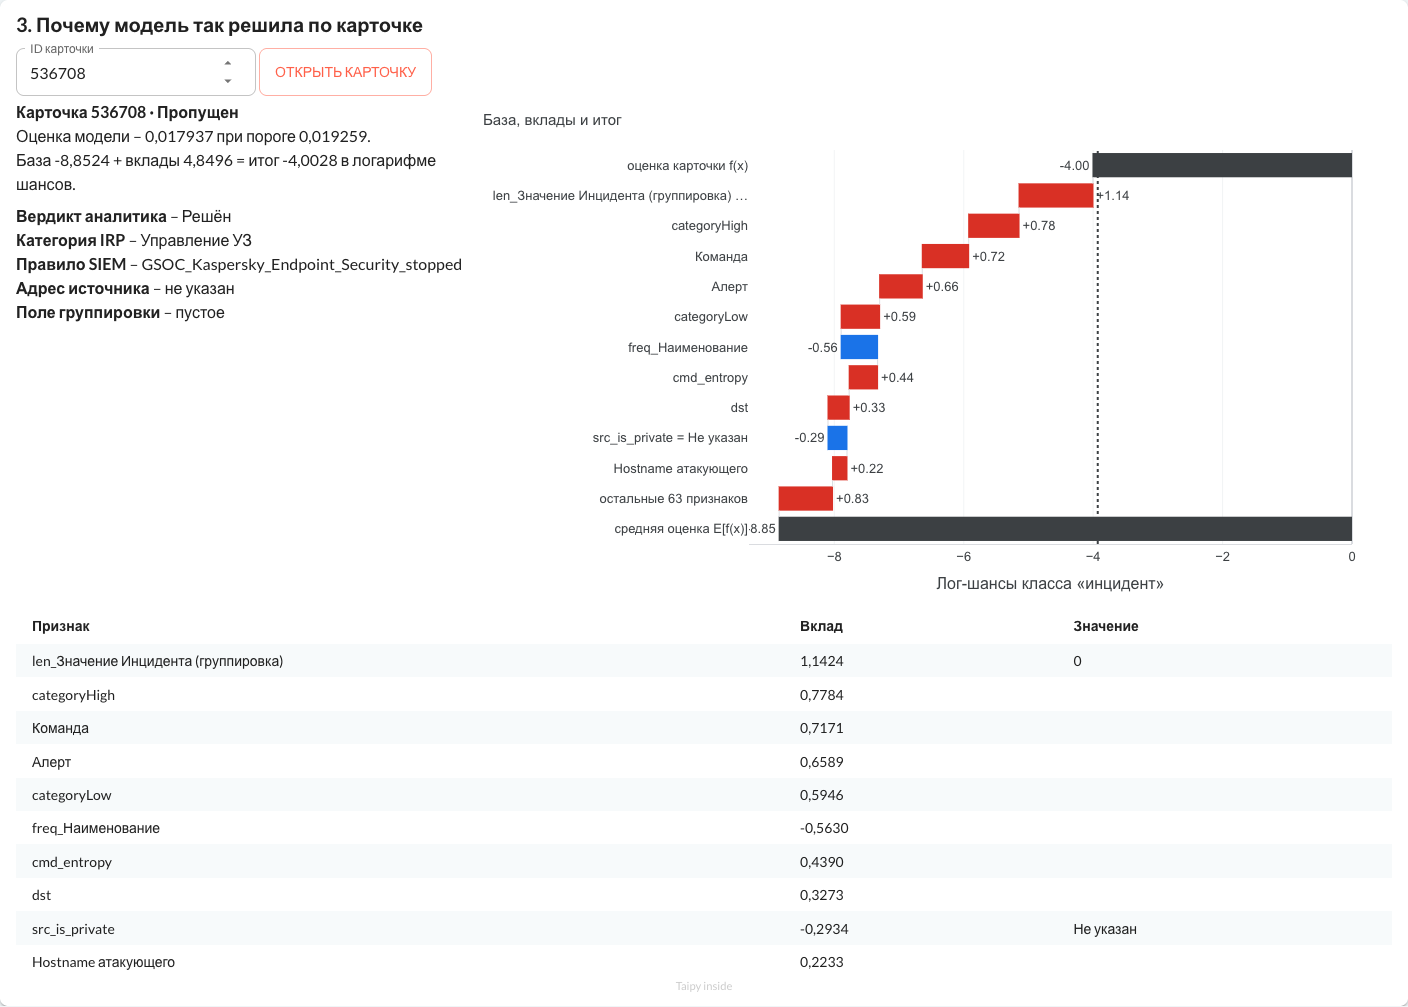 3. Почему модель так решила по карточке
ID карточки
536708
ОТКРЫТЬ КАРТОЧКУ
Карточка 536708 · Пропущен
Оценка модели – 0,017937 при пороге 0,019259.
База -8,8524 + вклады 4,8496 = итог -4,0028 в логарифме
шансов.
Вердикт аналитика – Решён
Категория IRP – Управление УЗ
Правило SIEM – GSOC_Kaspersky_Endpoint_Security_stopped
Адрес источника – не указан
Поле группировки – пустое
База, вклады и итог
оценка карточки f(x) -4.00
len_Значение Инцидента (группировка) ... +1.14
categoryHigh +0.78
Команда +0.72
Алерт +0.66
categoryLow +0.59
freq_Наименование -0.56
cmd_entropy +0.44
dst +0.33
src_is_private = Не указан -0.29
Hostname атакующего +0.22
остальные 63 признаков +0.83
средняя оценка E[f(x)] -8.85
−8 −6 −4 −2 0
Лог-шансы класса «инцидент»
Признак Вклад Значение
len_Значение Инцидента (группировка) 1,1424 0
categoryHigh 0,7784
Команда 0,7171
Алерт 0,6589
categoryLow 0,5946
freq_Наименование -0,5630
cmd_entropy 0,4390
dst 0,3273
src_is_private -0,2934 Не указан
Hostname атакующего 0,2233
Taipy inside